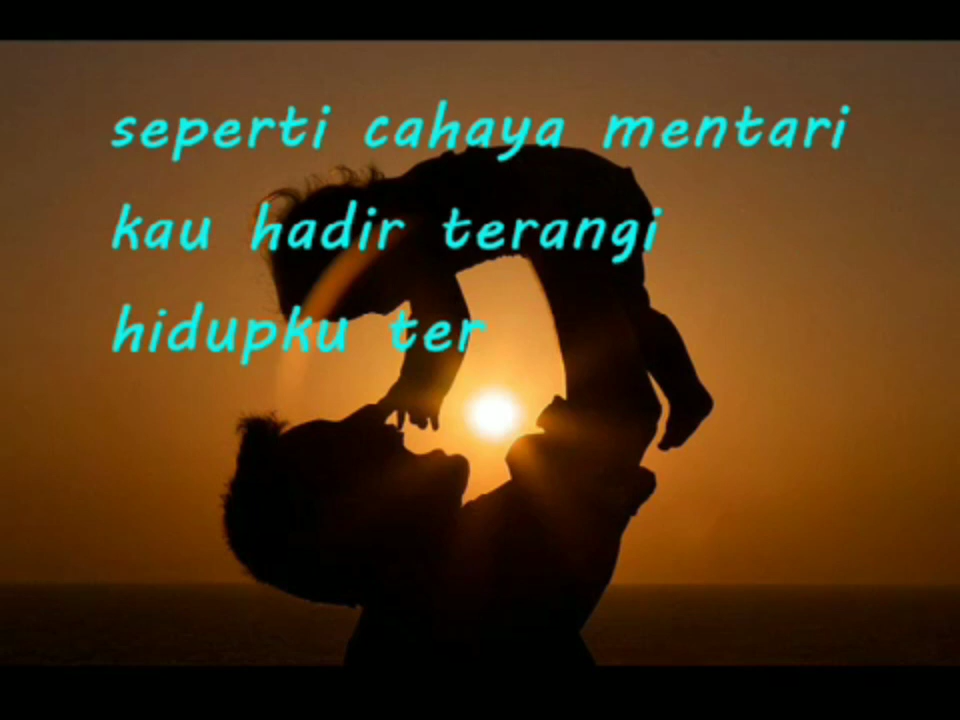 seperti cahaya mentari
kau hadir terangi
hidupku ter